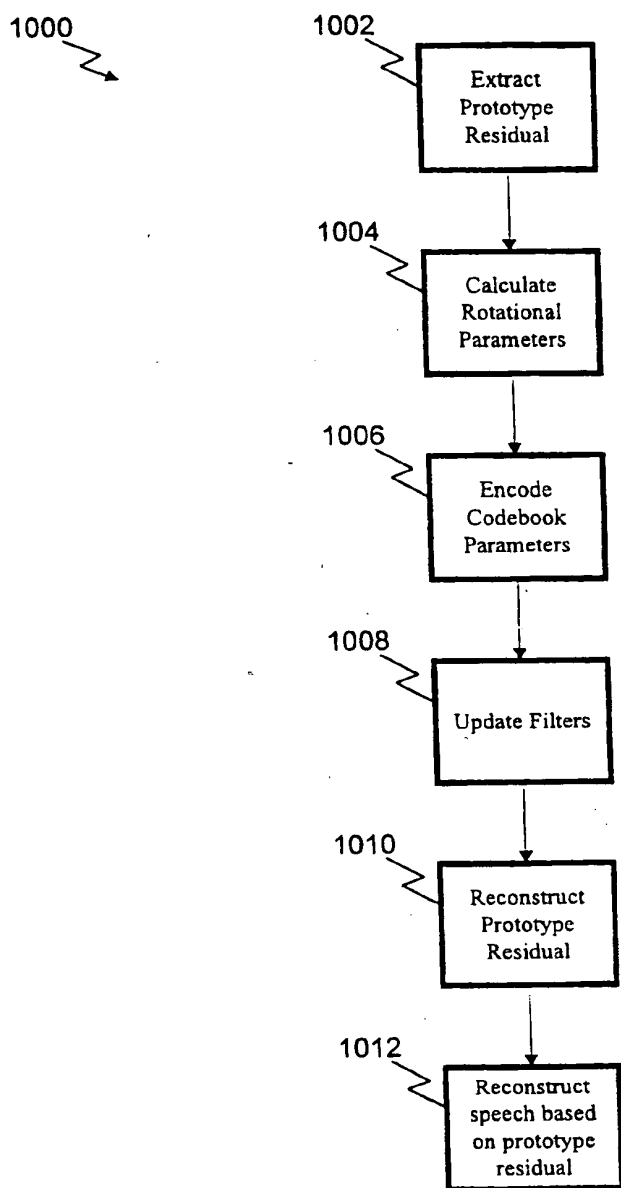 1000
1002
Extract
Prototype
Residual
1004
Calculate
Rotational
Parameters
1006
Encode
Codebook
Parameters
1008
Update Filters
1010
Reconstruct
Prototype
Residual
1012
Reconstruct
speech based
on prototype
residual